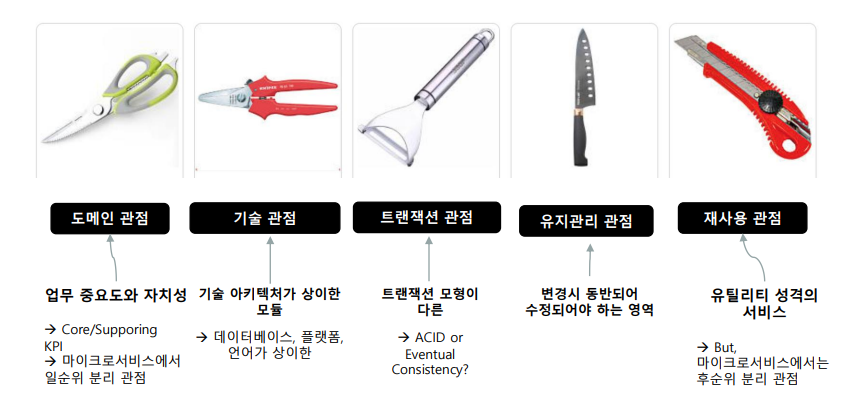 도메인 관점
기술 관점
트랜잭션 관점
유지관리 관점
재사용 관점
업무 중요도와 자치성
→ Core/Supporing
KPI
→ 마이크로서비스에서
일순위 분리 관점
기술 아키텍처가 상이한
모듈
→ 데이터베이스, 플랫폼,
언어가 상이한
트랜잭션 모형이
다른
→ ACID or
Eventual
Consistency?
변경시 동반되어
수정되어야 하는 영역
유틸리티 성격의
서비스
→ But,
마이크로서비스에서는
후순위 분리 관점